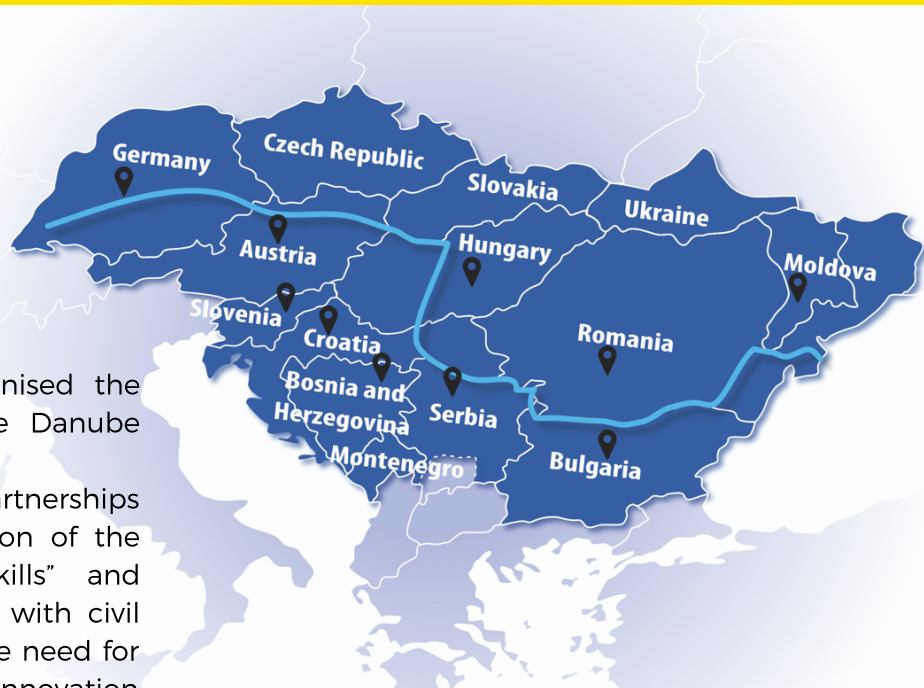 Germany
Czech Republic
Slovakia
Ukraine
Austria
Hungary
Moldova
Slovenia
Croatia
Romania
Bosnia and
Herzegovina
Serbia
Montenegro
Bulgaria
nised the
e Danube
artnerships
on of the
kills” and
with civil
e need for
nnovation